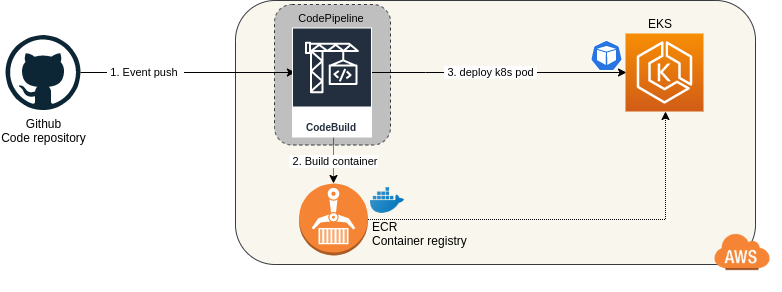 CodePipeline
EKS
1. Event push
3. deploy k8s pod
CodeBuild
Github
Code repository
2. Build container
ECR
Container registry
AWS